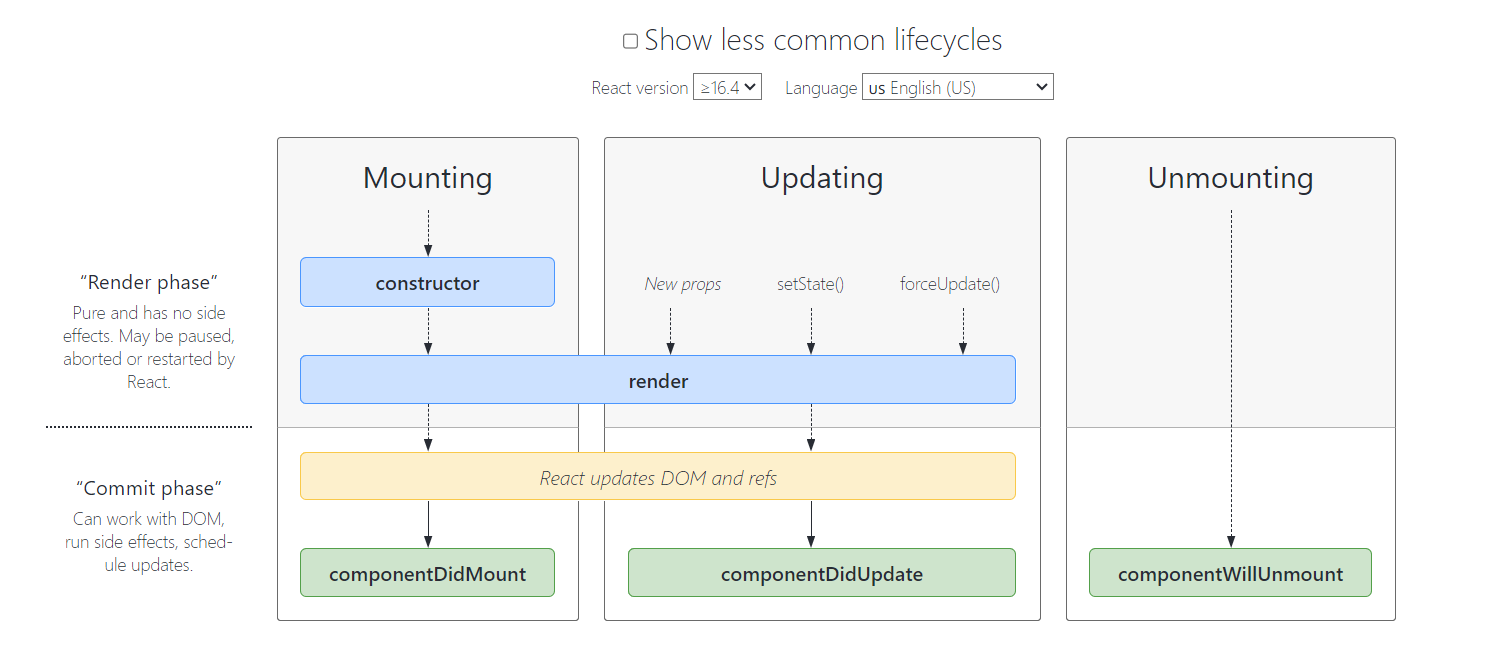 Show less common lifecycles
React version ≥16.4 Language us English (US)
Mounting
Updating
Unmounting
“Render phase”
Pure and has no side
effects. May be paused,
aborted or restarted by
React.
constructor
New props
setState()
forceUpdate()
render
“Commit phase”
Can work with DOM,
run side effects, sched-
ule updates.
React updates DOM and refs
componentDidMount
componentDidUpdate
componentWillUnmount